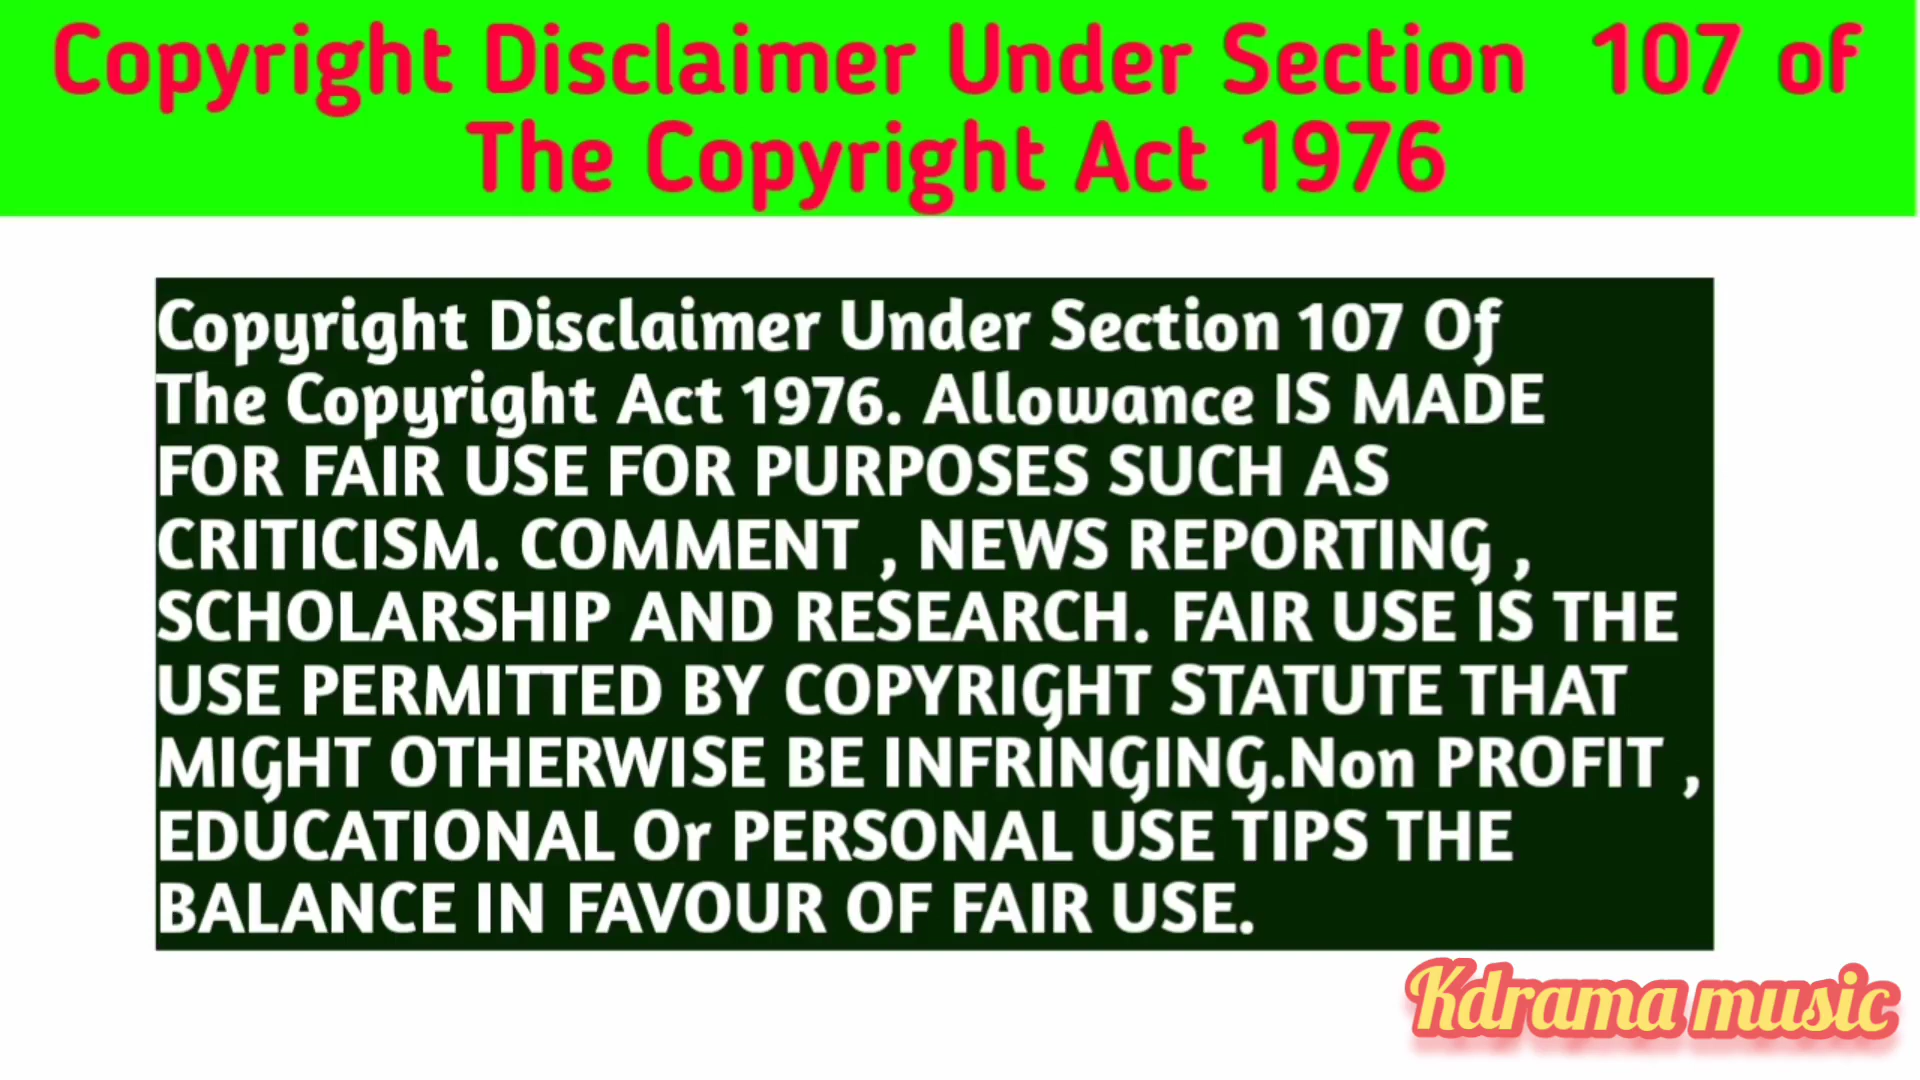 Copyright Disclaimer Under Section 107 of
The Copyright Act 1976
Copyright Disclaimer Under Section 107 Of
The Copyright Act 1976. Allowance IS MADE
FOR FAIR USE FOR PURPOSES SUCH AS
CRITICISM. COMMENT , NEWS REPORTING ,
SCHOLARSHIP AND RESEARCH. FAIR USE IS THE
USE PERMITTED BY COPYRIGHT STATUTE THAT
MIGHT OTHERWISE BE INFRINGING.Non PROFIT ,
EDUCATIONAL Or PERSONAL USE TIPS THE
BALANCE IN FAVOUR OF FAIR USE.
Kdrama music